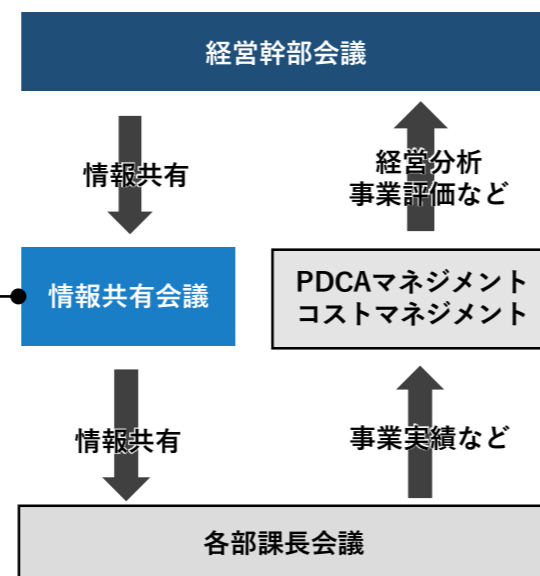 経営幹部会議
情報共有
経営分析
事業評価など
情報共有会議
PDCAマネジメント
コストマネジメント
情報共有
事業実績など
各部課長会議